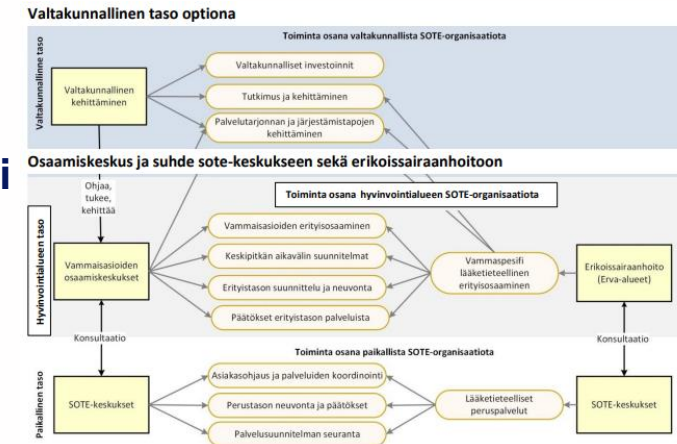 Valtakunnallinen taso optiona
Toiminta osana valtakunnallista SOTE-organisaatiota
Valtakunnallinne taso
Valtakunnallinen
kehittäminen
Valtakunnalliset investoinnit
Tutkimus ja kehittäminen
Palvelutarjonnan ja järjestämistapojen
kehittäminen
i
Osaamiskeskus ja suhde sote-keskukseen sekä erikoissairaanhoitoon
Ohjaa,
tukee,
kehittää
Toiminta osana hyvinvointialueen SOTE-organisaatiota
Hyvinvointialueen taso
Vammaisasioiden
osaamiskeskukset
Vammaisasioiden erityisosaaminen
Keskipitkän aikavälin suunnitelmat
Erityistason suunnittelu ja neuvonta
Päätökset erityistason palveluista
Vammaspesifi
lääketieteellinen
erityisosaaminen
Erikoissairaanhoito
(Erva-alueet)
Konsultaatio
Konsultaatio
Toiminta osana paikallista SOTE-organisaatiota
Paikallinen taso
SOTE-keskukset
Asiakasohjaus ja palveluiden koordinointi
Perustason neuvonta ja päätökset
Palvelusuunnitelman seuranta
Lääketieteelliset
peruspalvelut
SOTE-keskukset